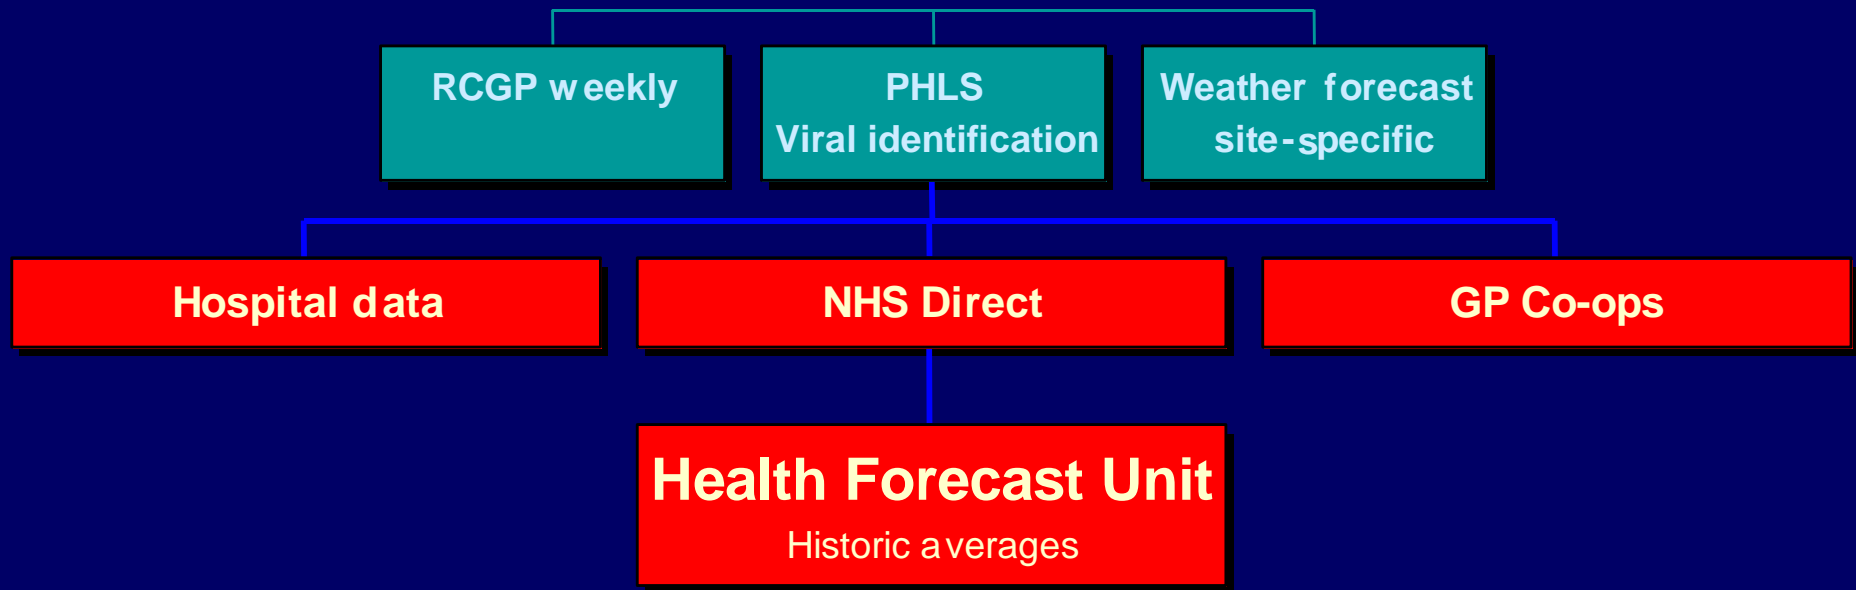 RCGP weekly
PHLS
Viral identification
Weather forecast
site-specific
Hospital data
NHS Direct
GP Co-ops
Health Forecast Unit
Historic averages